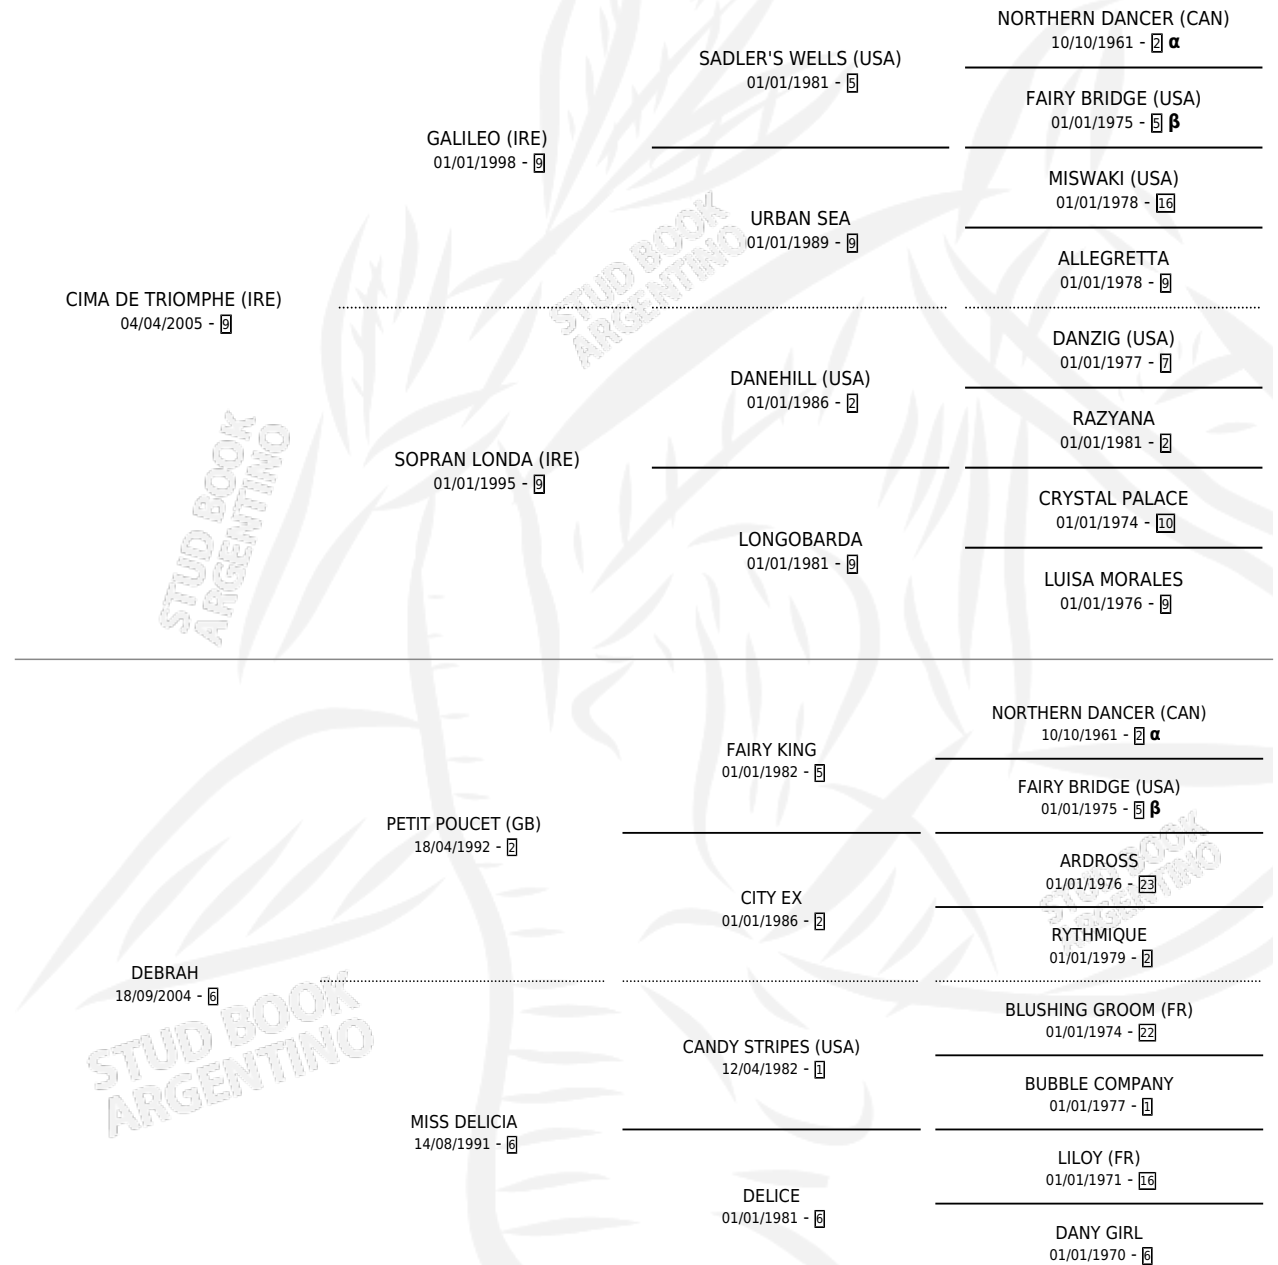 NORTHERN DANCER (CAN)
10/10/1961 - 2 α
SADLER'S WELLS (USA)
01/01/1981 - 5
FAIRY BRIDGE (USA)
01/01/1975 - 5 β
GALILEO (IRE)
01/01/1998 - 9
MISWAKI (USA)
01/01/1978 - 16
URBAN SEA
01/01/1989 - 9
ALLEGRETTA
01/01/1978 - 9
STUD BOOK
ARGENTINO
CIMA DE TRIOMPHE (IRE)
04/04/2005 - 9
DANZIG (USA)
01/01/1977 - 7
DANEHILL (USA)
01/01/1986 - 2
RAZYANA
01/01/1981 - 2
SOPRAN LONDA (IRE)
01/01/1995 - 9
CRYSTAL PALACE
01/01/1974 - 10
LONGOBARDA
01/01/1981 - 9
LUISA MORALES
01/01/1976 - 9
STUD BOOK
ARGENTINO
NORTHERN DANCER (CAN)
10/10/1961 - 2 α
FAIRY KING
01/01/1982 - 5
FAIRY BRIDGE (USA)
01/01/1975 - 5 β
PETIT POUCET (GB)
18/04/1992 - 2
ARDROSS
01/01/1976 - 23
CITY EX
01/01/1986 - 2
RYTHMIQUE
01/01/1979 - 2
STUD BOOK
ARGENTINO
DEBRAH
18/09/2004 - 6
BLUSHING GROOM (FR)
01/01/1974 - 22
CANDY STRIPES (USA)
12/04/1982 - 1
BUBBLE COMPANY
01/01/1977 - 1
MISS DELICIA
14/08/1991 - 6
LILOY (FR)
01/01/1971 - 16
DELICE
01/01/1981 - 6
DANY GIRL
01/01/1970 - 6
STUD BOOK
ARGENTINO